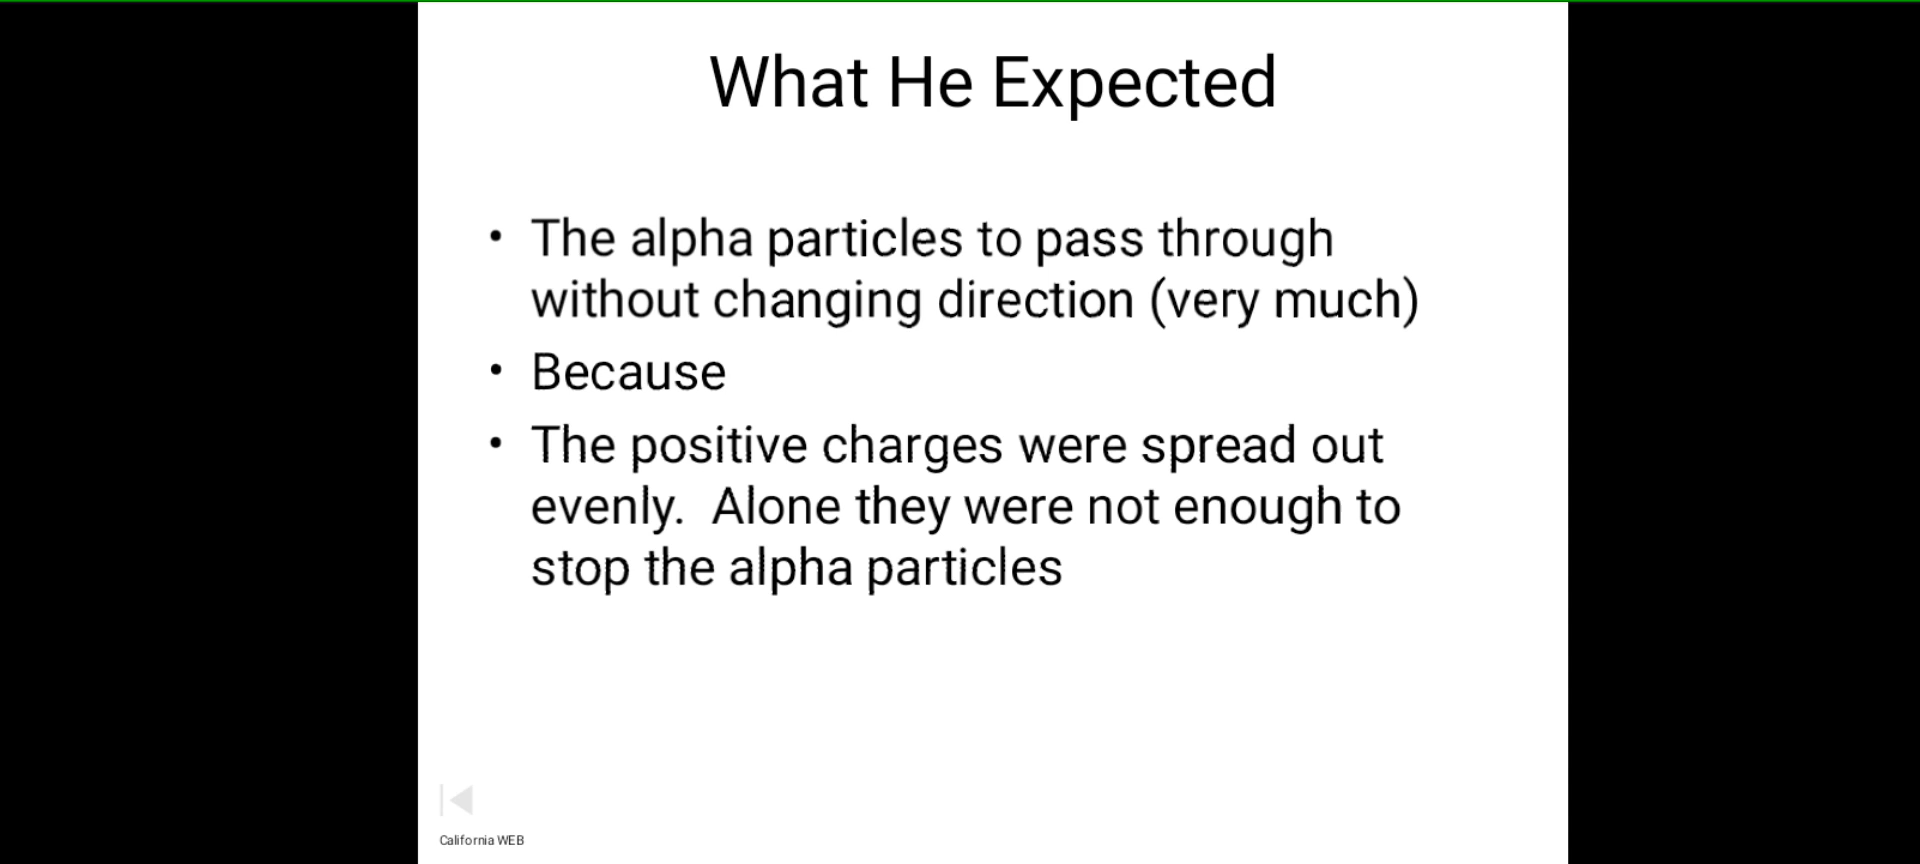 What He Expected
• The alpha particles to pass through
without changing direction (very much)
• Because
• The positive charges were spread out
evenly.  Alone they were not enough to
stop the alpha particles
California WEB